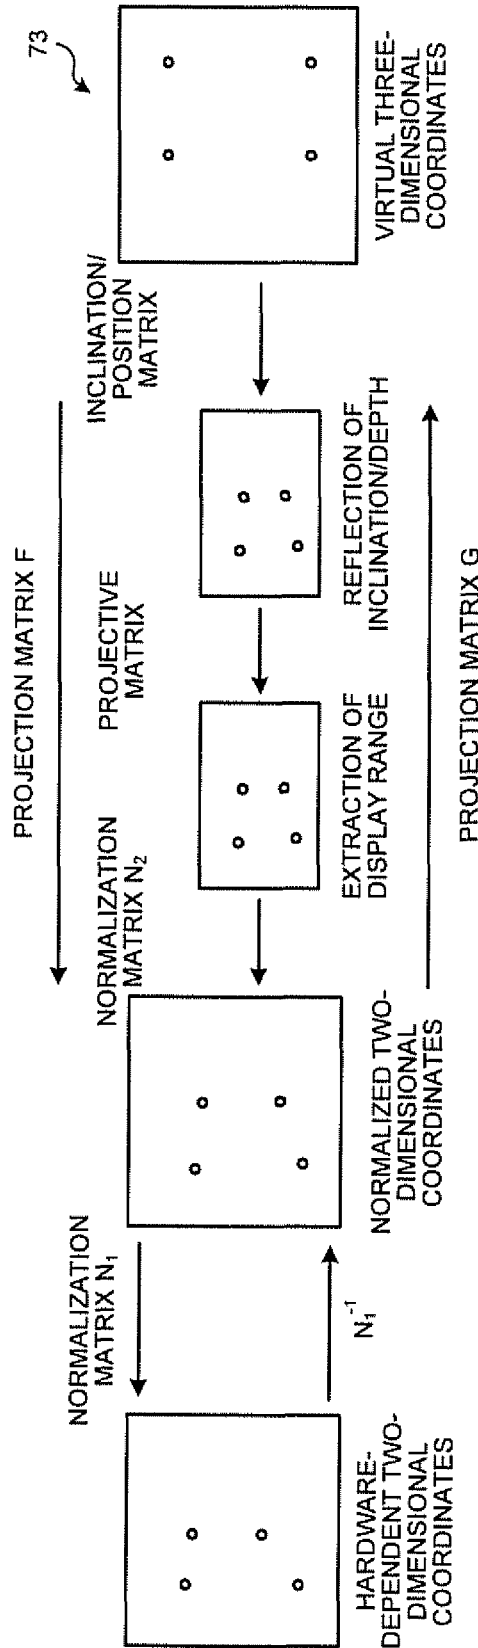 73
PROJECTION MATRIX F
NORMALIZATION
MATRIX N₁
NORMALIZATION
MATRIX N₂
PROJECTIVE
MATRIX
INCLINATION/
POSITION
MATRIX
N₁⁻¹
HARDWARE-
DEPENDENT TWO-
DIMENSIONAL
COORDINATES
NORMALIZED TWO-
DIMENSIONAL
COORDINATES
EXTRACTION OF
DISPLAY RANGE
REFLECTION OF
INCLINATION/DEPTH
VIRTUAL THREE-
DIMENSIONAL
COORDINATES
PROJECTION MATRIX G